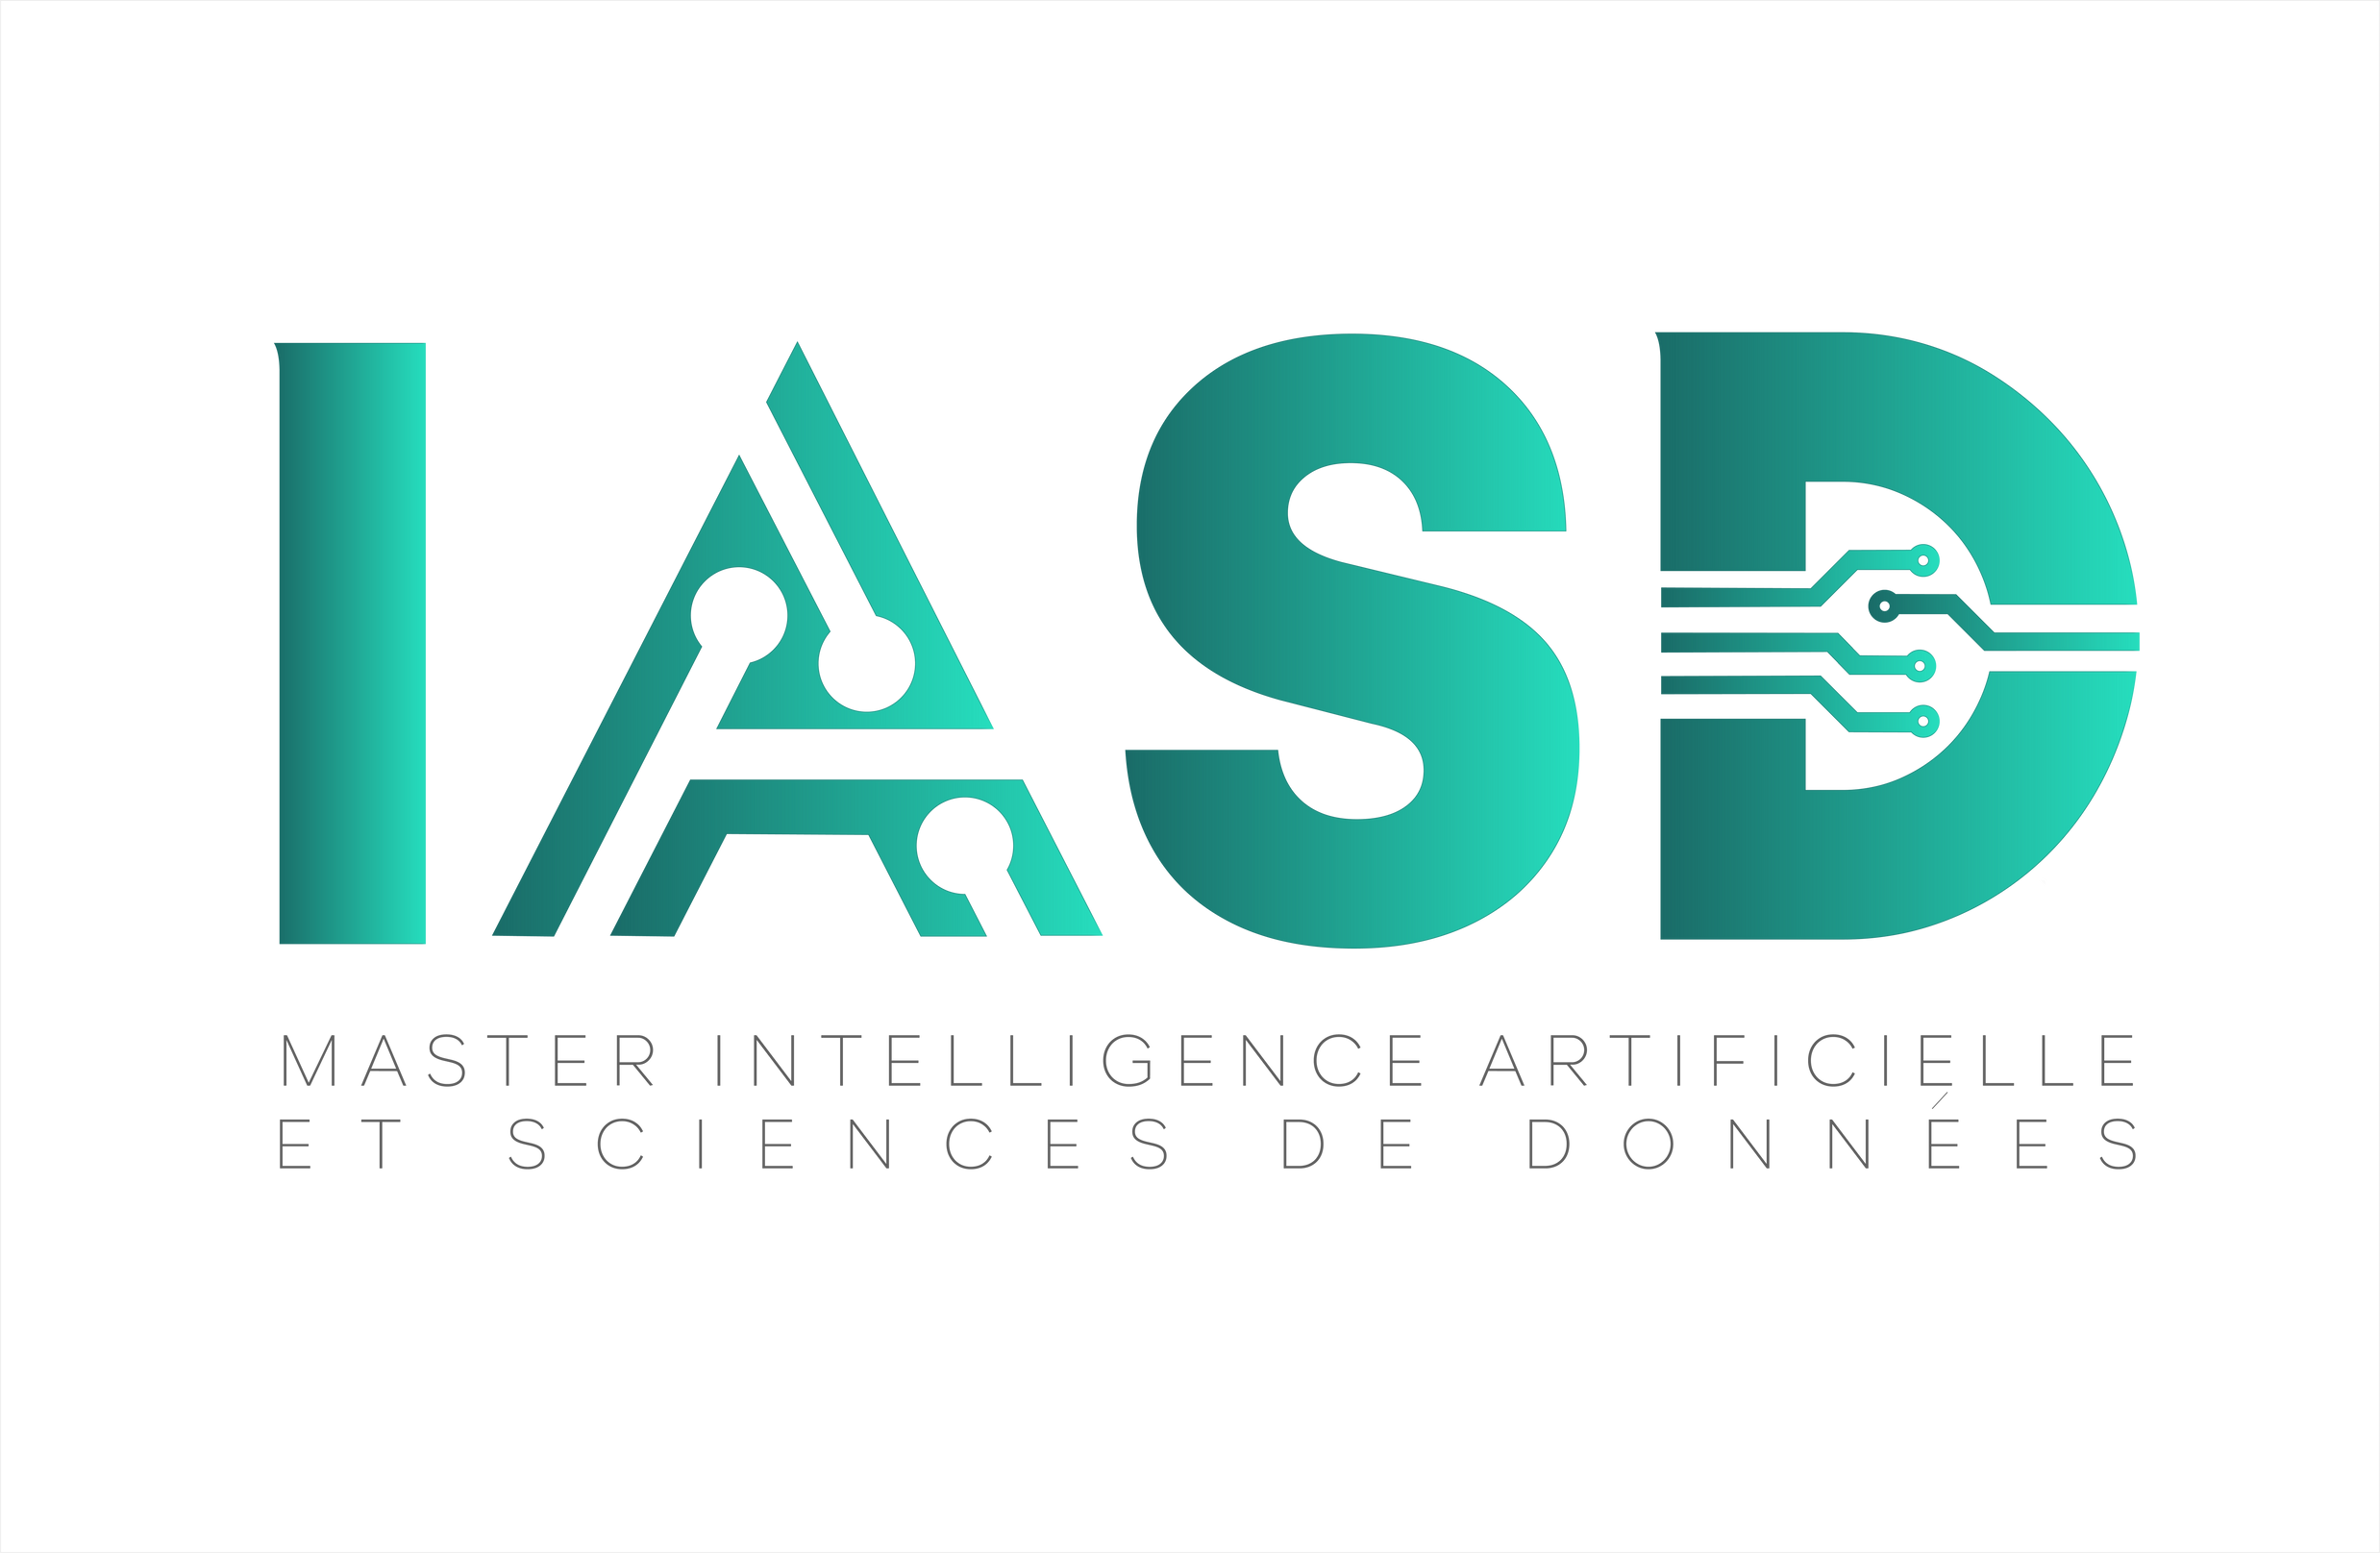 IASD
MASTER INTELLIGENCE ARTIFICIELLE
ET SCIENCES DE DONNÉES